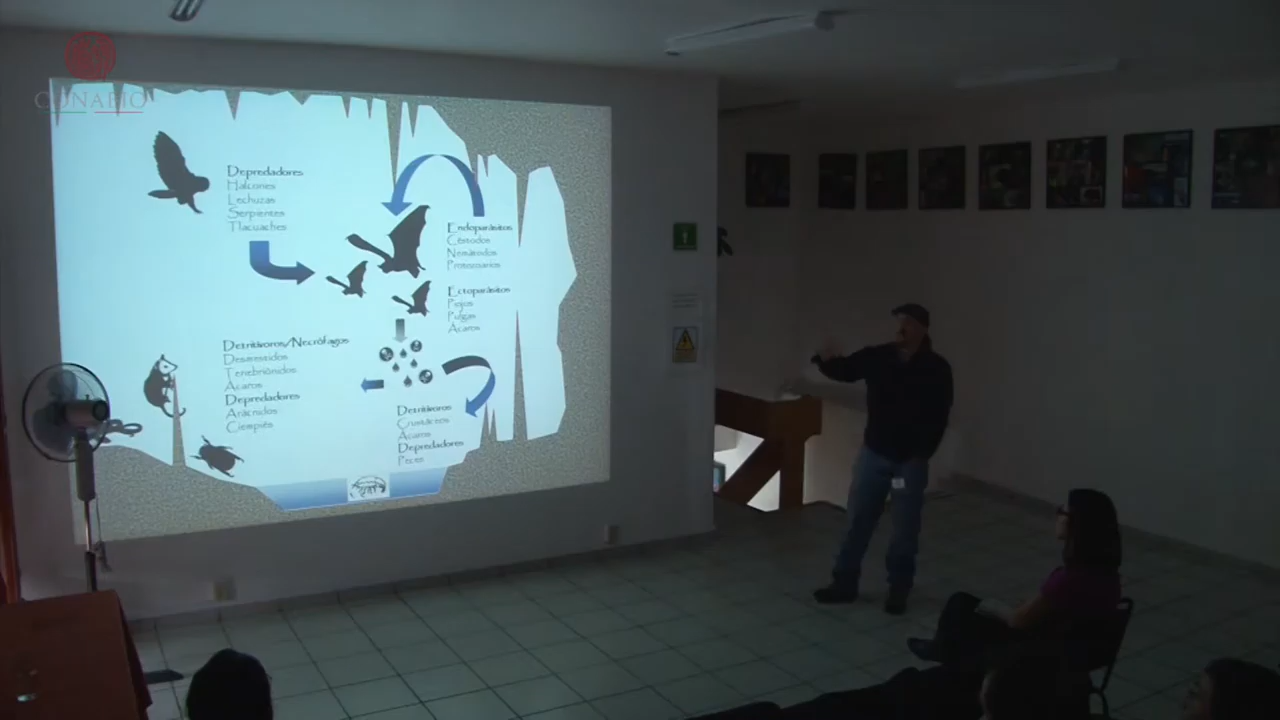 CONABIO
Depredadores
Halcones
Lechuzas
Serpientes
Tlacuaches
Endoparásitos
Céstodos
Nemátodos
Protozoarios
Ectoparásitos
Piojos
Pulgas
Ácaros
Detritívoros/Necrófagos
Dermestidos
Tenebriónidos
Ácaros
Depredadores
Arácnidos
Ciempiés
Detritívoros
Crustáceos
Ácaros
Depredadores
Peces